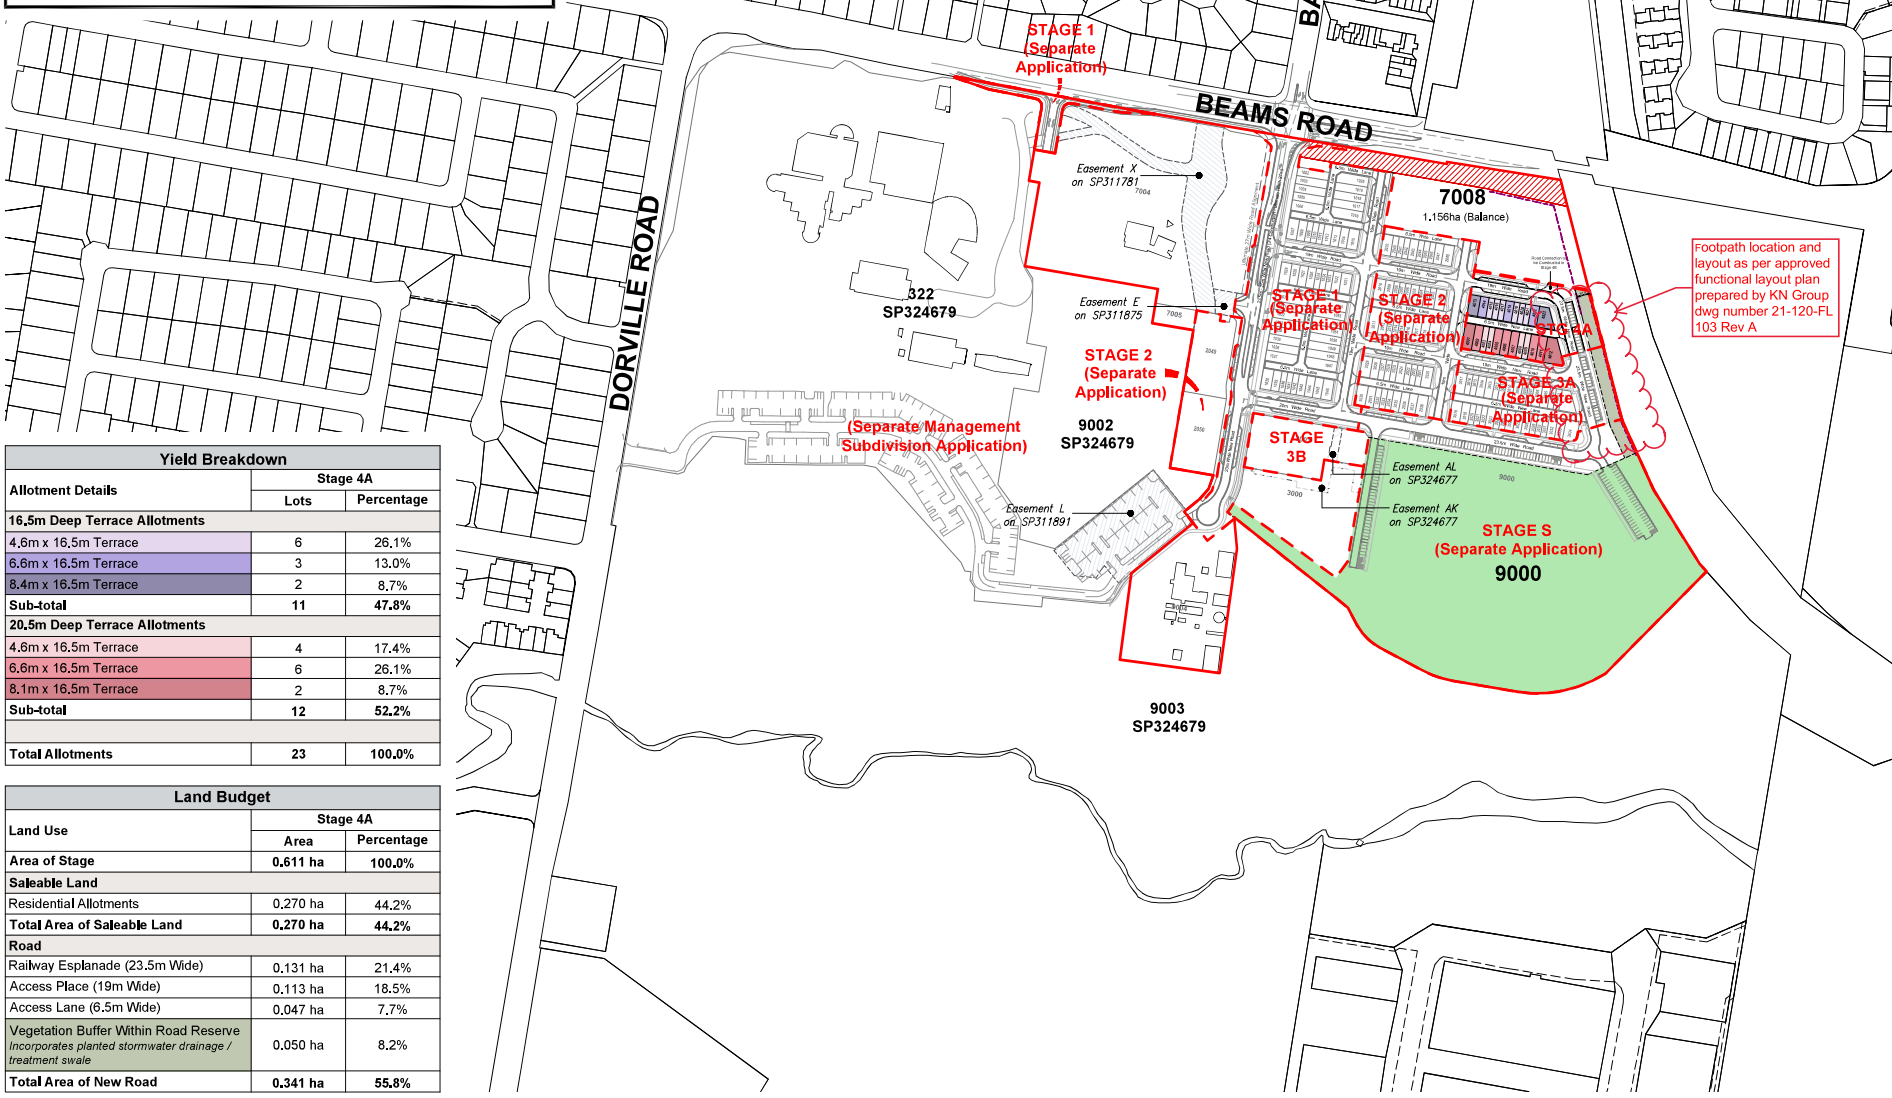 STAGE 1
(Separate
Application)
BEAMS ROAD
BA
DORVILLE ROAD
Easement X
on SP311781
7004
7008
1.156ha (Balance)
Footpath location and
layout as per approved
functional layout plan
prepared by KN Group
dwg number 21-120-FL
103 Rev A
322
SP324679
Easement E
on SP311875
7005
STAGE 1
(Separate
Application)
STAGE 2
(Separate
Application)
STG 4A
STAGE 2
(Separate
Application)
STAGE 3A
(Separate
Application)
2049
2050
(Separate Management
Subdivision Application)
9002
SP324679
STAGE
3B
3000
Easement AL
on SP324677
9000
Easement L
on SP311891
Easement AK
on SP324677
STAGE S
(Separate Application)
9000
9004
9003
SP324679
Yield Breakdown
Allotment Details
Stage 4A
Lots Percentage
16.5m Deep Terrace Allotments
4.6m x 16.5m Terrace 6 26.1%
6.6m x 16.5m Terrace 3 13.0%
8.4m x 16.5m Terrace 2 8.7%
Sub-total 11 47.8%
20.5m Deep Terrace Allotments
4.6m x 16.5m Terrace 4 17.4%
6.6m x 16.5m Terrace 6 26.1%
8.1m x 16.5m Terrace 2 8.7%
Sub-total 12 52.2%
Total Allotments 23 100.0%
Land Budget
Land Use
Stage 4A
Area Percentage
Area of Stage 0.611 ha 100.0%
Saleable Land
Residential Allotments 0.270 ha 44.2%
Total Area of Saleable Land 0.270 ha 44.2%
Road
Railway Esplanade (23.5m Wide) 0.131 ha 21.4%
Access Place (19m Wide) 0.113 ha 18.5%
Access Lane (6.5m Wide) 0.047 ha 7.7%
Vegetation Buffer Within Road Reserve
Incorporates planted stormwater drainage /
treatment swale
0.050 ha 8.2%
Total Area of New Road 0.341 ha 55.8%